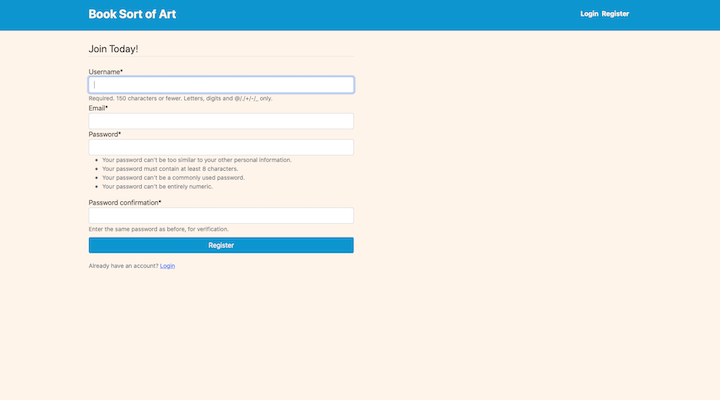 Book Sort of Art
Login Register
Join Today!
Username*
Required. 150 characters or fewer. Letters, digits and @/./+/-/_ only.
Email*
Password*
Your password can't be too similar to your other personal information.
Your password must contain at least 8 characters.
Your password can't be a commonly used password.
Your password can't be entirely numeric.
Password confirmation*
Enter the same password as before, for verification.
Register
Already have an account? Login